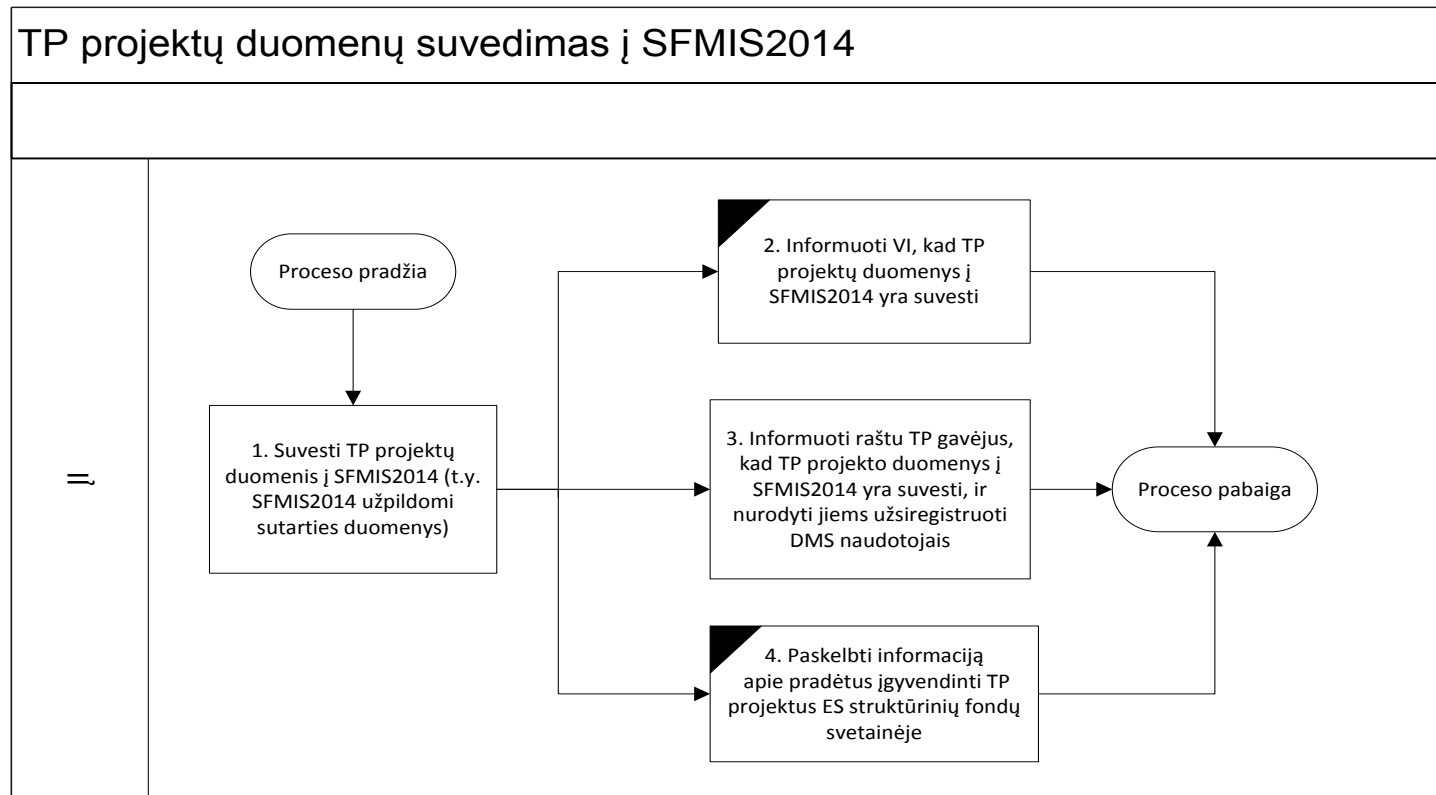 TP projektų duomenų suvedimas į SFMIS2014
Proceso pradžia
1. Suvesti TP projektų
duomenis į SFMIS2014 (t.y.
SFMIS2014 užpildomi
sutarties duomenys)
2. Informuoti VI, kad TP
projektų duomenys į
SFMIS2014 yra suvesti
3. Informuoti raštu TP gavėjus,
kad TP projekto duomenys į
SFMIS2014 yra suvesti, ir
nurodyti jiems užsiregistruoti
DMS naudotojais
4. Paskelbti informaciją
apie pradėtus įgyvendinti TP
projektus ES struktūrinių fondų
svetainėje
Proceso pabaiga